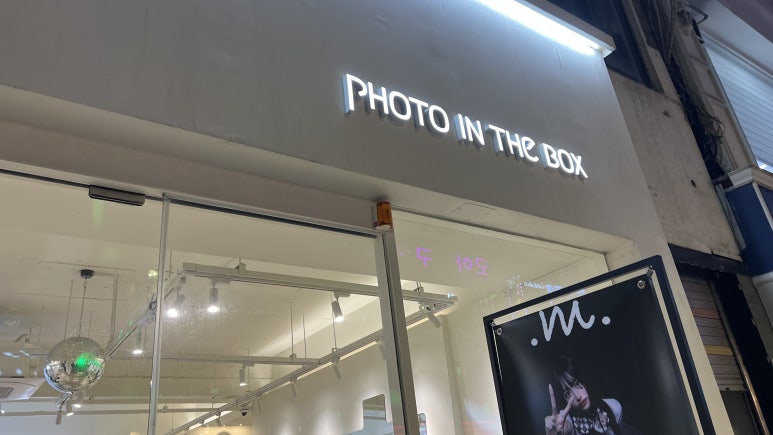 PHOTO IN THE BOX
.m.